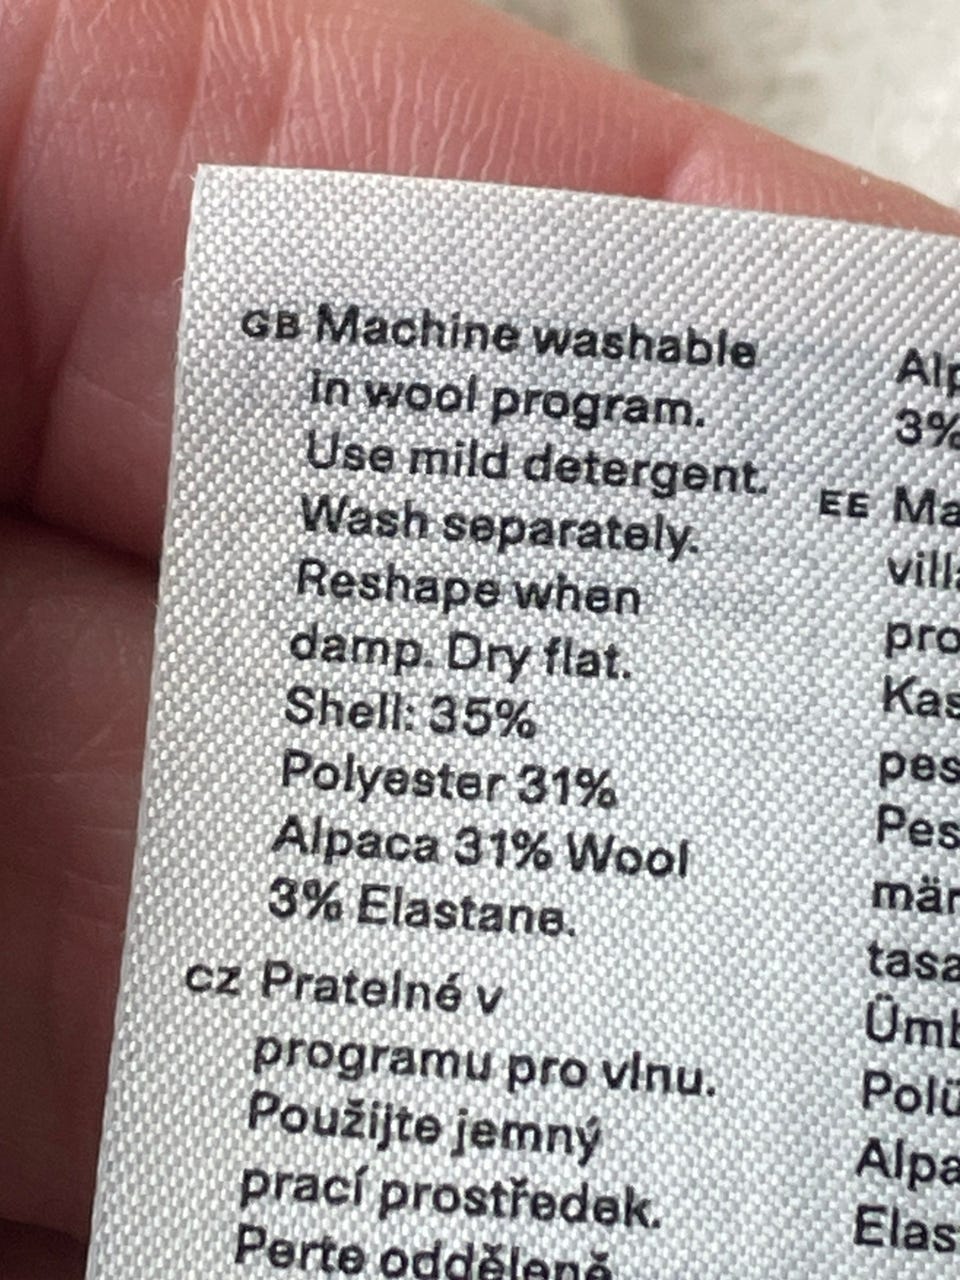 GB Machine washable
in wool program.
Use mild detergent.
Wash separately.
Reshape when
damp. Dry flat.
Shell: 35%
Polyester 31%
Alpaca 31% Wool
3% Elastane.
CZ Pratelné v
programu pro vlnu.
Použijte jemný
prací prostředek.
Perte odděleně
Alp
3%
EE Ma
villa
pro
Kas
pes
Pes
mär
tasa
Ümb
Polü
Alpa
Elas